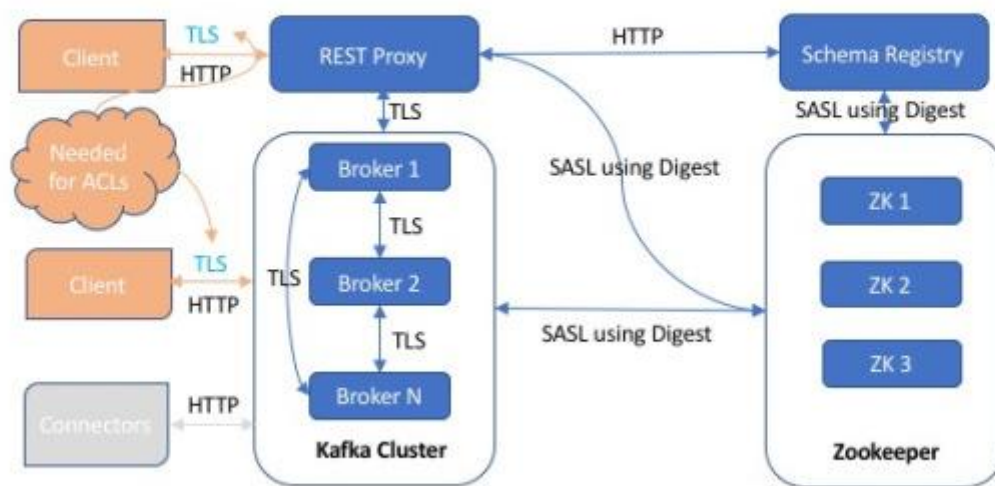 Client
TLS
HTTP
REST Proxy
HTTP
Schema Registry
TLS
SASL using Digest
Needed
for ACLs
Broker 1
SASL using Digest
TLS
ZK 1
Client
TLS
HTTP
TLS
Broker 2
ZK 2
SASL using Digest
TLS
ZK 3
Connectors
HTTP
Broker N
Kafka Cluster
Zookeeper